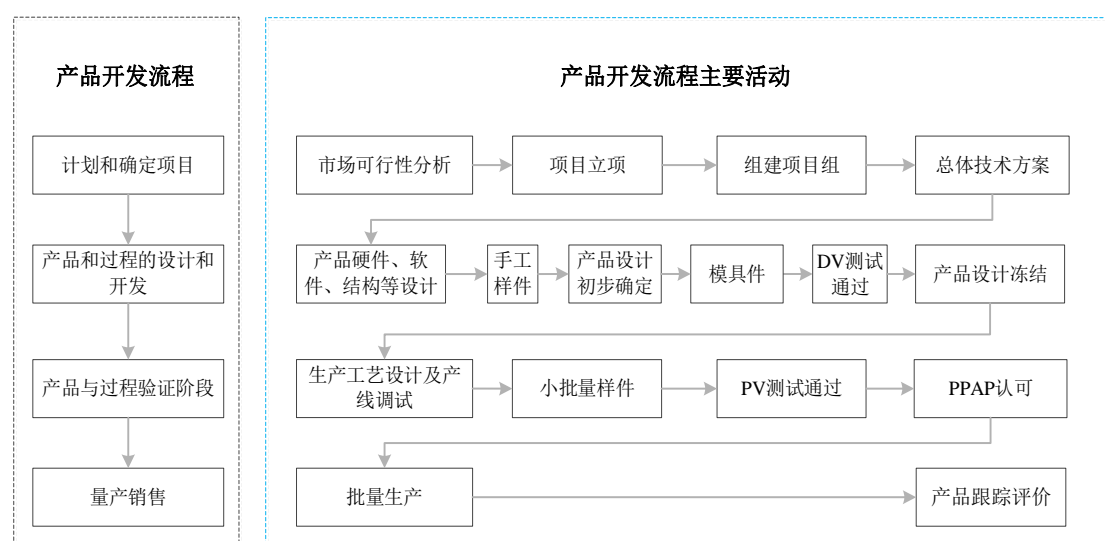 产品开发流程
产品开发流程主要活动
计划和确定项目
市场可行性分析
项目立项
组建项目组
总体技术方案
产品和过程的设计和
开发
产品硬件、软
件、结构等设计
手工
样件
产品设计
初步确定
模具件
DV测试
通过
产品设计冻结
产品与过程验证阶段
生产工艺设计及产
线调试
小批量样件
PV测试通过
PPAP认可
量产销售
批量生产
产品跟踪评价